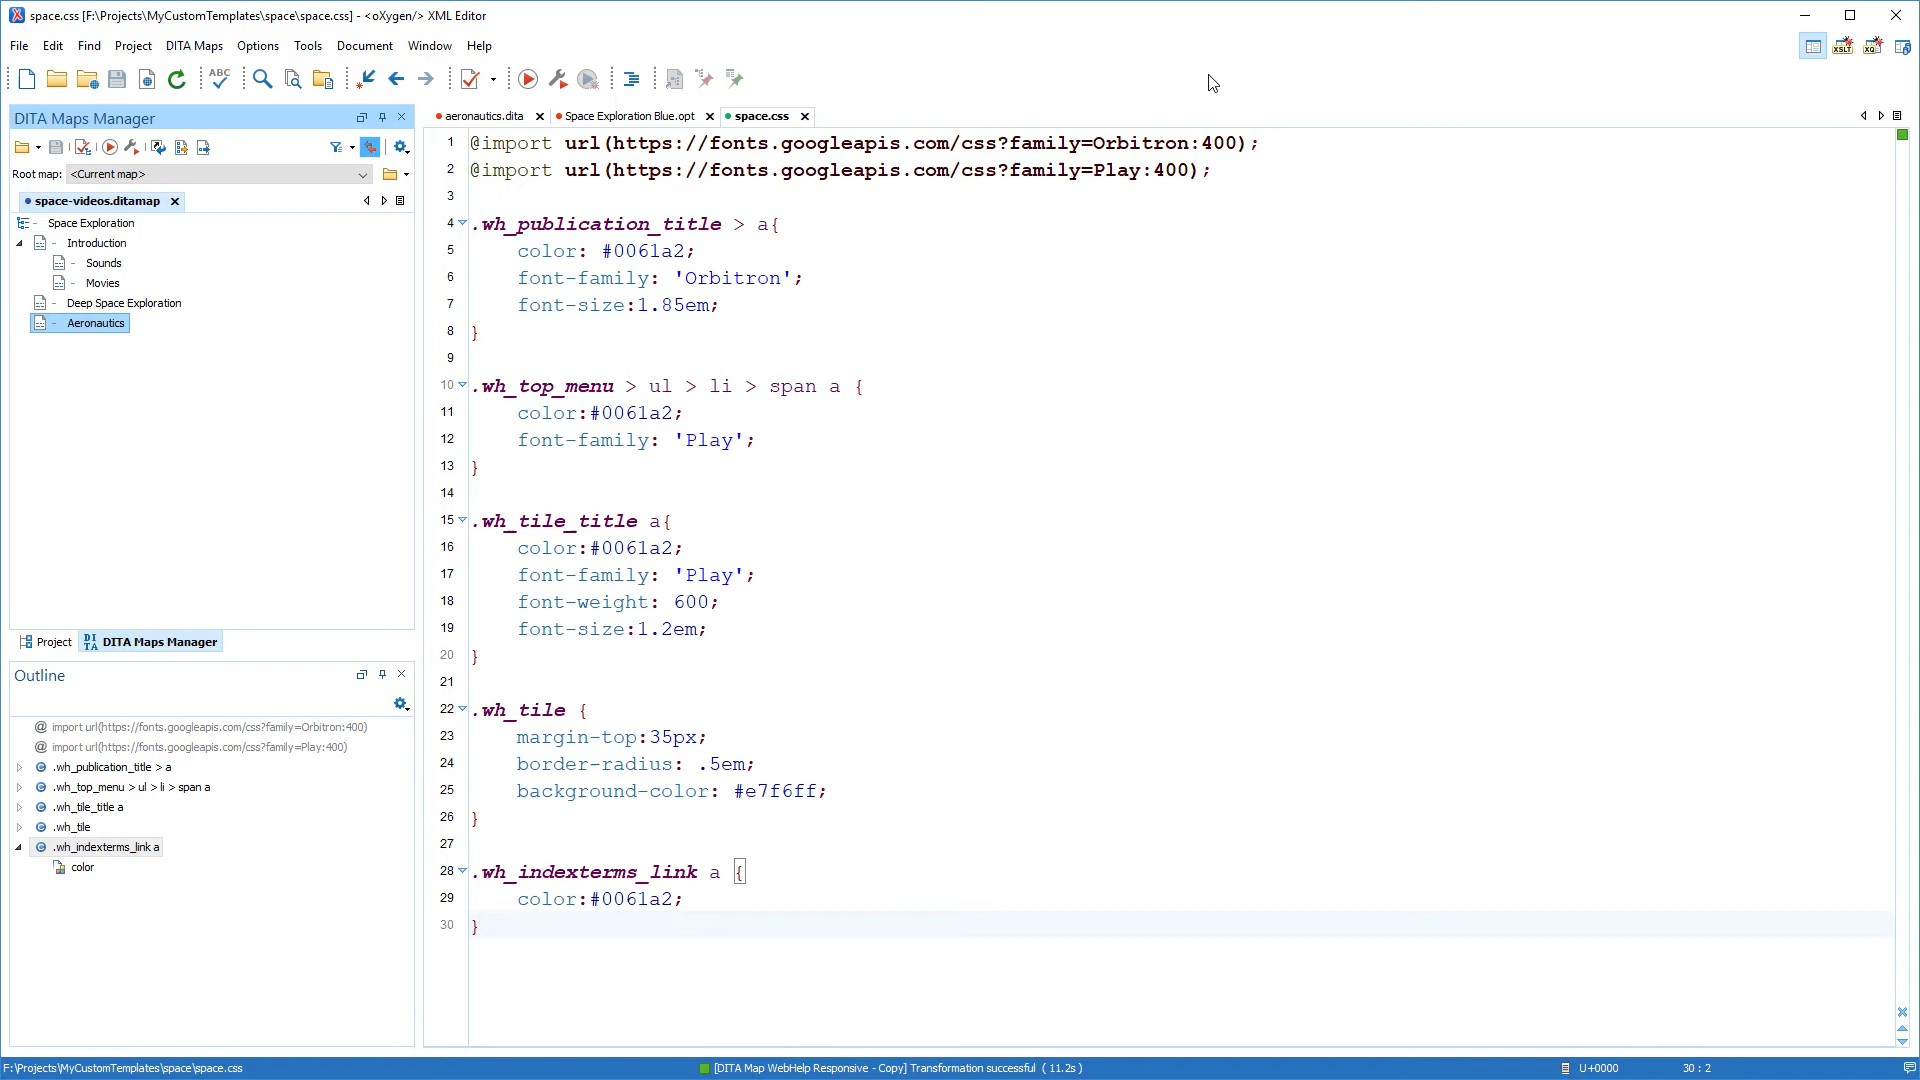 space.css [F:\Projects\MyCustomTemplates\space\space.css] - <oXygen/> XML Editor
File Edit Find Project DITA Maps Options Tools Document Window Help
ABC
XSLT
XQ
DITA Maps Manager
Root map: <Current map>
space-videos.ditamap
Space Exploration
Introduction
Sounds
Movies
Deep Space Exploration
Aeronautics
Project
DITA
DITA Maps Manager
Outline
@ import url(https://fonts.googleapis.com/css?family=Orbitron:400)
@ import url(https://fonts.googleapis.com/css?family=Play:400)
.wh_publication_title > a
.wh_top_menu > ul > li > span a
.wh_tile_title a
.wh_tile
.wh_indexterms_link a
color
aeronautics.dita Space Exploration Blue.opt space.css
1 @import url(https://fonts.googleapis.com/css?family=Orbitron:400);
2 @import url(https://fonts.googleapis.com/css?family=Play:400);
3
4 .wh_publication_title > a{
5 color: #0061a2;
6 font-family: 'Orbitron';
7 font-size:1.85em;
8 }
9
10 .wh_top_menu > ul > li > span a {
11 color:#0061a2;
12 font-family: 'Play';
13 }
14
15 .wh_tile_title a{
16 color:#0061a2;
17 font-family: 'Play';
18 font-weight: 600;
19 font-size:1.2em;
20 }
21
22 .wh_tile {
23 margin-top:35px;
24 border-radius: .5em;
25 background-color: #e7f6ff;
26 }
27
28 .wh_indexterms_link a {
29 color:#0061a2;
30 }
F:\Projects\MyCustomTemplates\space\space.css [DITA Map WebHelp Responsive - Copy] Transformation successful ( 11.2s ) U+0000 30 : 2